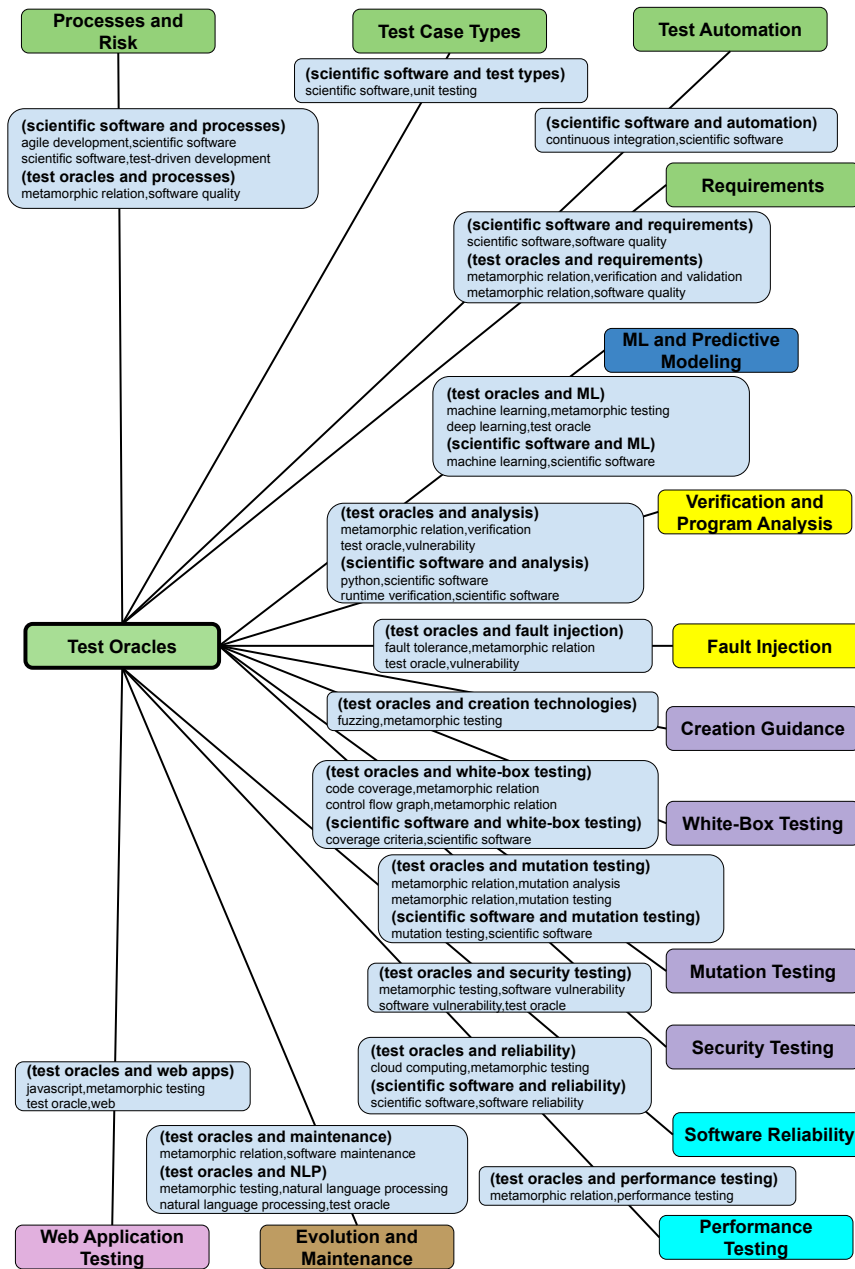 Processes and
Risk
Test Case Types
Test Automation
(scientific software and test types)
scientific software,unit testing
(scientific software and processes)
agile development,scientific software
scientific software,test-driven development
(test oracles and processes)
metamorphic relation,software quality
(scientific software and automation)
continuous integration,scientific software
Requirements
(scientific software and requirements)
scientific software,software quality
(test oracles and requirements)
metamorphic relation,verification and validation
metamorphic relation,software quality
ML and Predictive
Modeling
(test oracles and ML)
machine learning,metamorphic testing
deep learning,test oracle
(scientific software and ML)
machine learning,scientific software
Verification and
Program Analysis
(test oracles and analysis)
metamorphic relation,verification
test oracle,vulnerability
(scientific software and analysis)
python,scientific software
runtime verification,scientific software
Test Oracles
(test oracles and fault injection)
fault tolerance,metamorphic relation
test oracle,vulnerability
Fault Injection
(test oracles and creation technologies)
fuzzing,metamorphic testing
Creation Guidance
(test oracles and white-box testing)
code coverage,metamorphic relation
control flow graph,metamorphic relation
(scientific software and white-box testing)
coverage criteria,scientific software
White-Box Testing
(test oracles and mutation testing)
metamorphic relation,mutation analysis
metamorphic relation,mutation testing
(scientific software and mutation testing)
mutation testing,scientific software
Mutation Testing
(test oracles and security testing)
metamorphic testing,software vulnerability
software vulnerability,test oracle
Security Testing
(test oracles and reliability)
cloud computing,metamorphic testing
(scientific software and reliability)
scientific software,software reliability
(test oracles and web apps)
javascript,metamorphic testing
test oracle,web
Software Reliability
(test oracles and maintenance)
metamorphic relation,software maintenance
(test oracles and NLP)
metamorphic testing,natural language processing
natural language processing,test oracle
(test oracles and performance testing)
metamorphic relation,performance testing
Web Application
Testing
Evolution and
Maintenance
Performance
Testing